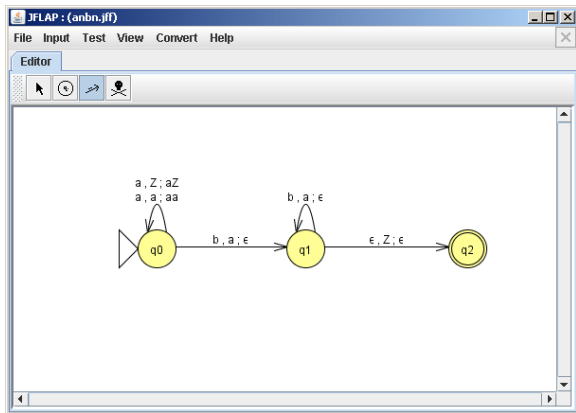 JFLAP : (anbn.jff)
File Input Test View Convert Help
Editor
a , Z ; aZ
a , a ; aa
b , a ; ε
q0
b , a ; ε
q1
ε , Z ; ε
q2